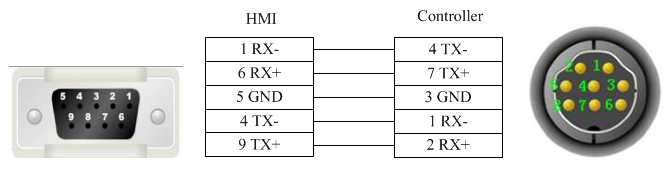 HMI
Controller
1 RX-
4 TX-
6 RX+
7 TX+
5 GND
3 GND
4 TX-
1 RX-
9 TX+
2 RX+
5 4 3 2 1
9 8 7 6
2 1
5 4 3
8 7 6